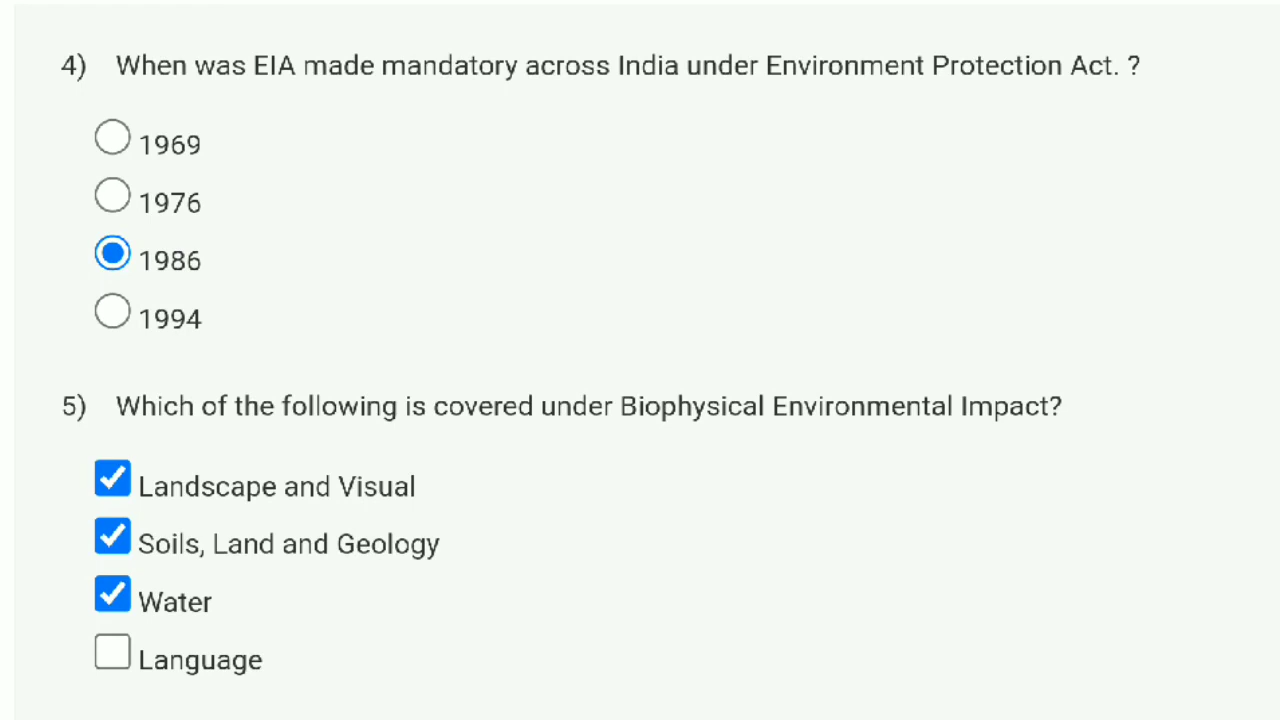 4) When was EIA made mandatory across India under Environment Protection Act. ?
1969
1976
1986
1994
5) Which of the following is covered under Biophysical Environmental Impact?
Landscape and Visual
Soils, Land and Geology
Water
Language